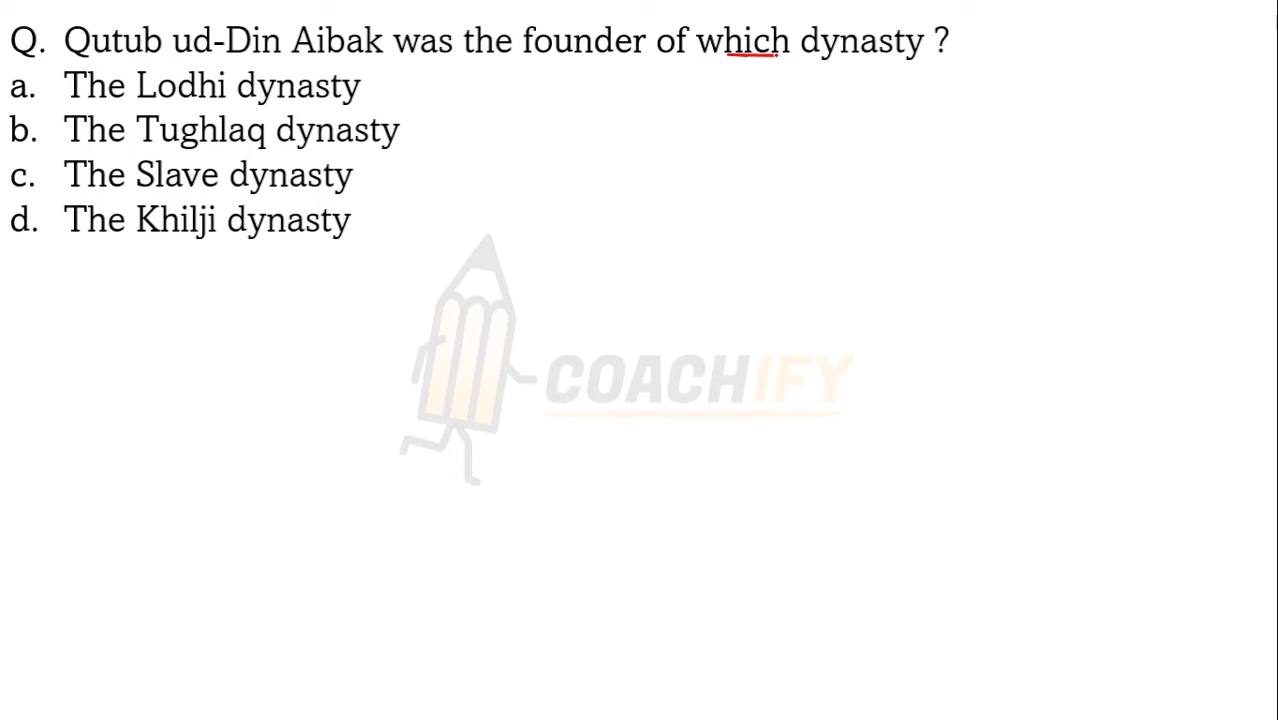 Q. Qutub ud-Din Aibak was the founder of which dynasty ?
a. The Lodhi dynasty
b. The Tughlaq dynasty
c. The Slave dynasty
d. The Khilji dynasty
COACHIFY